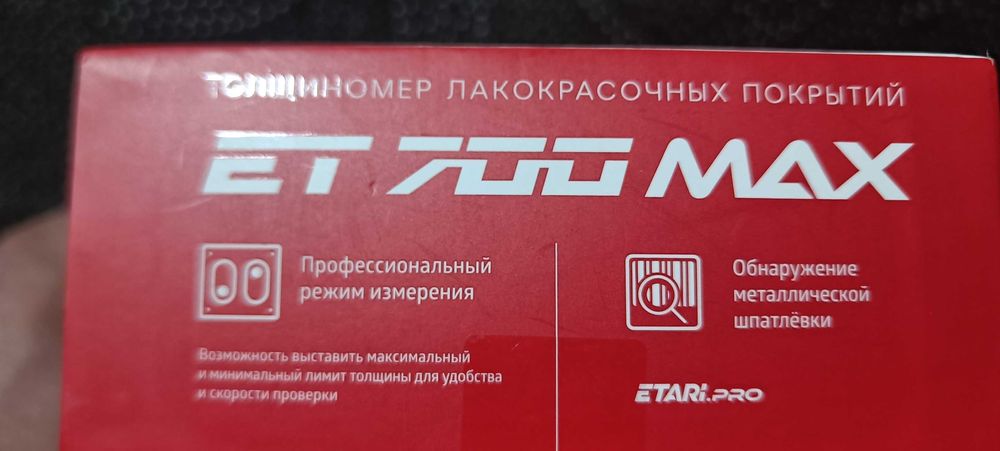 ТОЛЩИНОМЕР ЛАКОКРАСОЧНЫХ ПОКРЫТИЙ
ET 700 MAX
Профессиональный
режим измерения
Возможность выставить максимальный
и минимальный лимит толщины для удобства
и скорости проверки
Обнаружение
металлической
шпатлёвки
ETARI.PRO